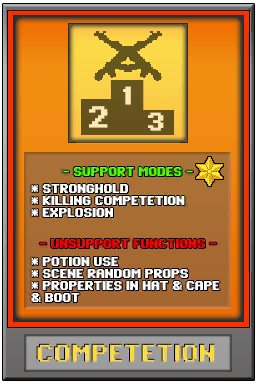 1
2
3
- SUPPORT MODES -
* STRONGHOLD
* KILLING COMPETETION
* EXPLOSION
- UNSUPPORT FUNCTIONS -
* POTION USE
* SCENE RANDOM PROPS
* PROPERTIES IN HAT & CAPE
& BOOT
COMPETETION